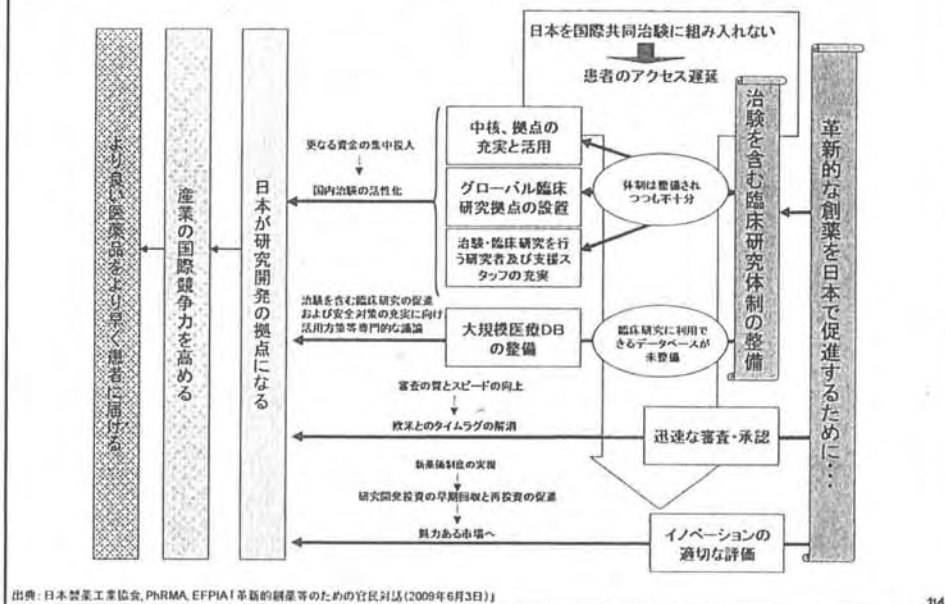 日本を国際共同治験に組み入れない
患者のアクセス遅延
革新的な創薬を日本で促進するために・・・
治験を含む臨床研究体制の整備
体制は整備され
つつも不十分
中核、拠点の
充実と活用
グローバル臨床
研究拠点の設置
治験・臨床研究を行
う研究者及び支援ス
タッフの充実
更なる資金の集中投入
国内治験の活性化
臨床研究に利用で
きるデータベースが
未整備
大規模医療DB
の整備
治験を含む臨床研究の促進
および安全対策の充実に向け
活用方策等専門的な議論
迅速な審査・承認
審査の質とスピードの向上
欧米とのタイムラグの解消
イノベーションの
適切な評価
新薬価制度の実現
研究開発投資の早期回収と再投資の促進
魅力ある市場へ
日本が研究開発の拠点になる
産業の国際競争力を高める
より良い医薬品をより早く患者に届ける
出典:日本製薬工業協会, PhRMA, EFPIA「革新的創薬等のための官民対話(2009年6月3日)」
114